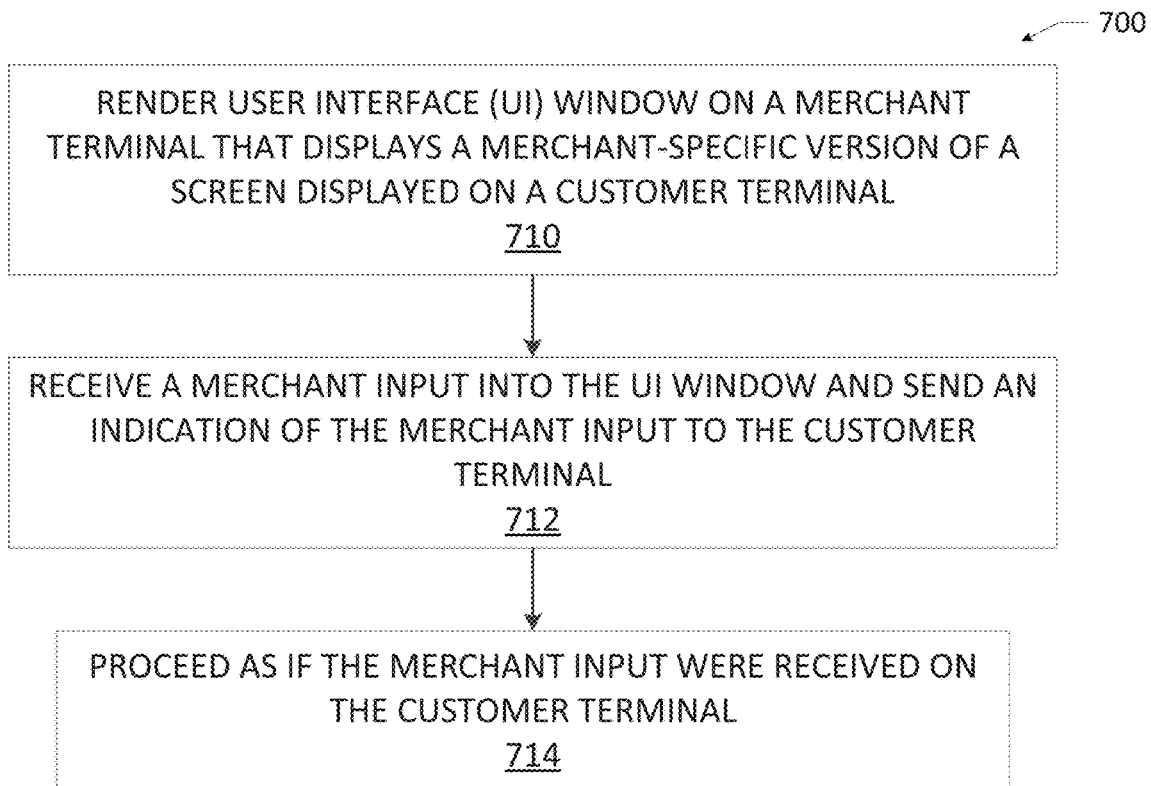 700
RENDER USER INTERFACE (UI) WINDOW ON A MERCHANT
TERMINAL THAT DISPLAYS A MERCHANT-SPECIFIC VERSION OF A
SCREEN DISPLAYED ON A CUSTOMER TERMINAL
710
RECEIVE A MERCHANT INPUT INTO THE UI WINDOW AND SEND AN
INDICATION OF THE MERCHANT INPUT TO THE CUSTOMER
TERMINAL
712
PROCEED AS IF THE MERCHANT INPUT WERE RECEIVED ON
THE CUSTOMER TERMINAL
714